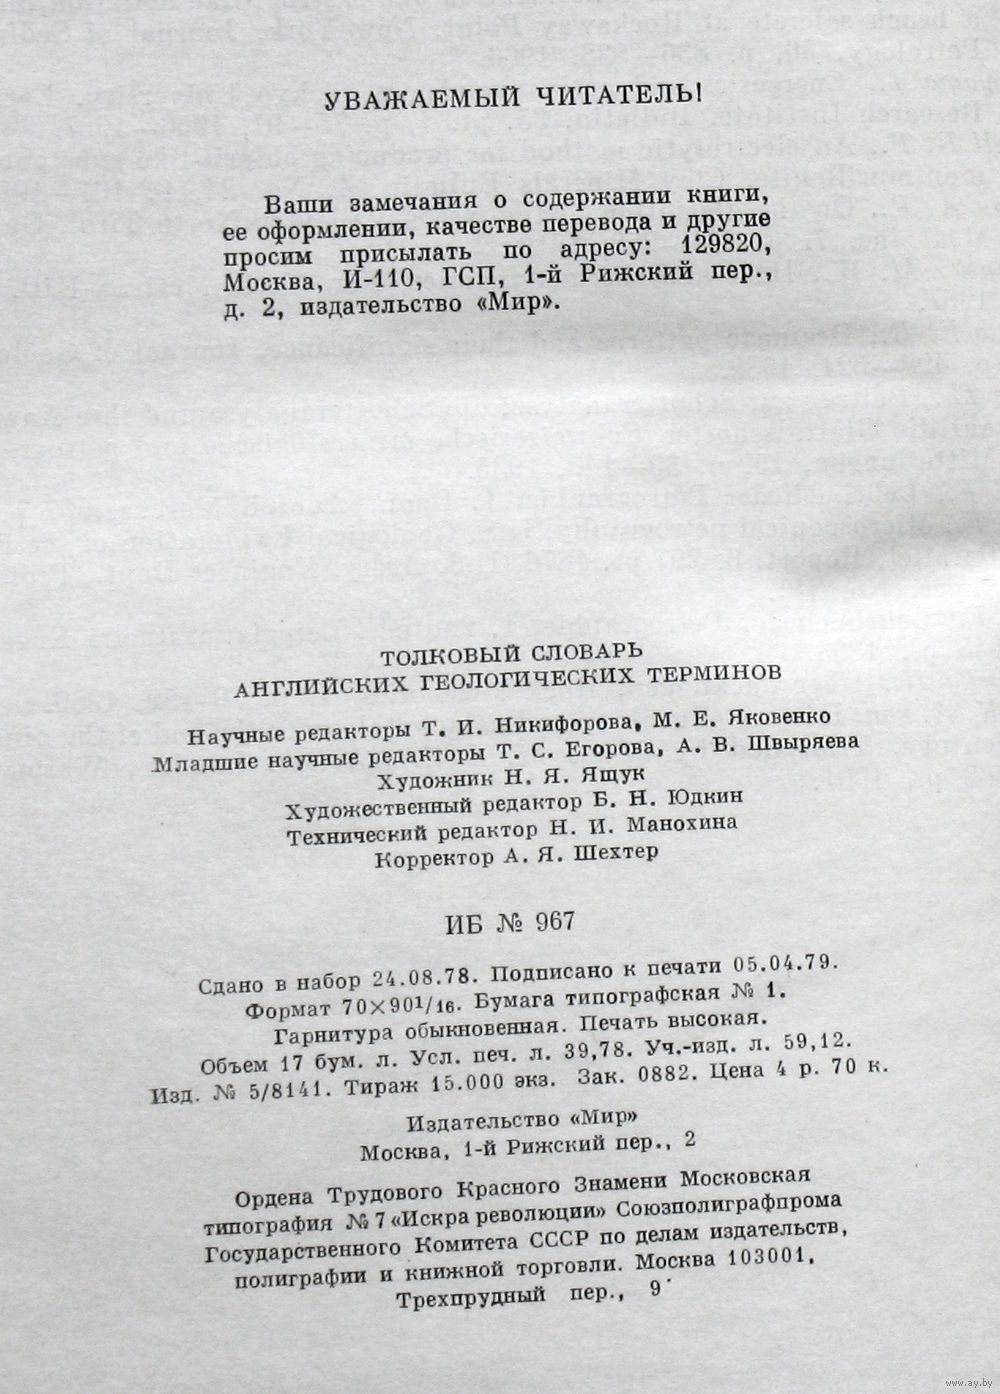 УВАЖАЕМЫЙ ЧИТАТЕЛЬ!
Ваши замечания о содержании книги,
ее оформлении, качестве перевода и другие
просим присылать по адресу: 129820,
Москва, И-110, ГСП, 1-й Рижский пер.,
д. 2, издательство «Мир».
ТОЛКОВЫЙ СЛОВАРЬ
АНГЛИЙСКИХ ГЕОЛОГИЧЕСКИХ ТЕРМИНОВ
Научные редакторы Т. И. Никифорова, М. Е. Яковенко
Младшие научные редакторы Т. С. Егорова, А. В. Швыряева
Художник Н. Я. Ящук
Художественный редактор Б. Н. Юдкин
Технический редактор Н. И. Манохина
Корректор А. Я. Шехтер
ИБ № 967
Сдано в набор 24.08.78. Подписано к печати 05.04.79.
Формат 70×90¹/₁₆. Бумага типографская № 1.
Гарнитура обыкновенная. Печать высокая.
Объем 17 бум. л. Усл. печ. л. 39,78. Уч.-изд. л. 59,12.
Изд. № 5/8141. Тираж 15.000 экз. Зак. 0882. Цена 4 р. 70 к.
Издательство «Мир»
Москва, 1-й Рижский пер., 2
Ордена Трудового Красного Знамени Московская
типография № 7 «Искра революции» Союзполиграфпрома
Государственного Комитета СССР по делам издательств,
полиграфии и книжной торговли. Москва 103001,
Трехпрудный пер., 9
www.ay.by